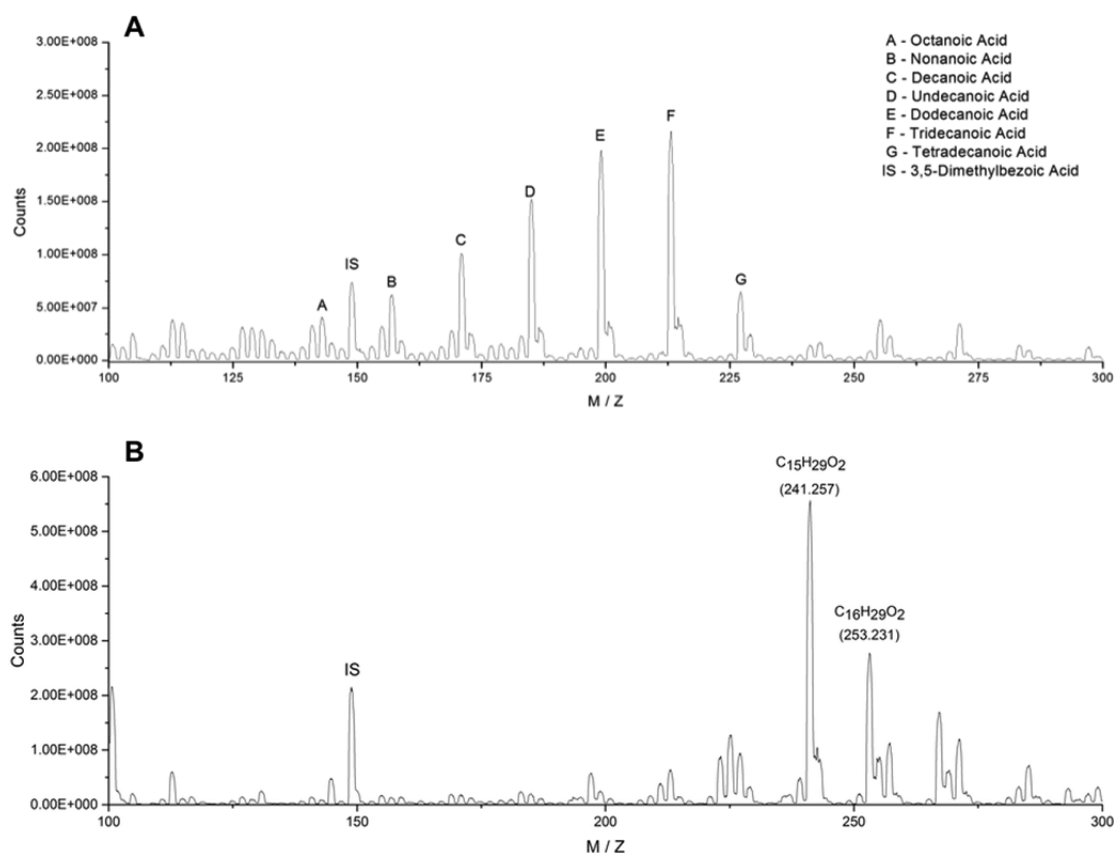 A
3.00E+008
2.50E+008
2.00E+008
1.50E+008
1.00E+008
5.00E+007
0.00E+000
Counts
A
IS
B
C
D
E
F
G
A - Octanoic Acid
B - Nonanoic Acid
C - Decanoic Acid
D - Undecanoic Acid
E - Dodecanoic Acid
F - Tridecanoic Acid
G - Tetradecanoic Acid
IS - 3,5-Dimethylbezoic Acid
100 125 150 175 200 225 250 275 300
M / Z
B
6.00E+008
5.00E+008
4.00E+008
3.00E+008
2.00E+008
1.00E+008
0.00E+000
Counts
IS
C15H29O2
(241.257)
C16H29O2
(253.231)
100 150 200 250 300
M / Z